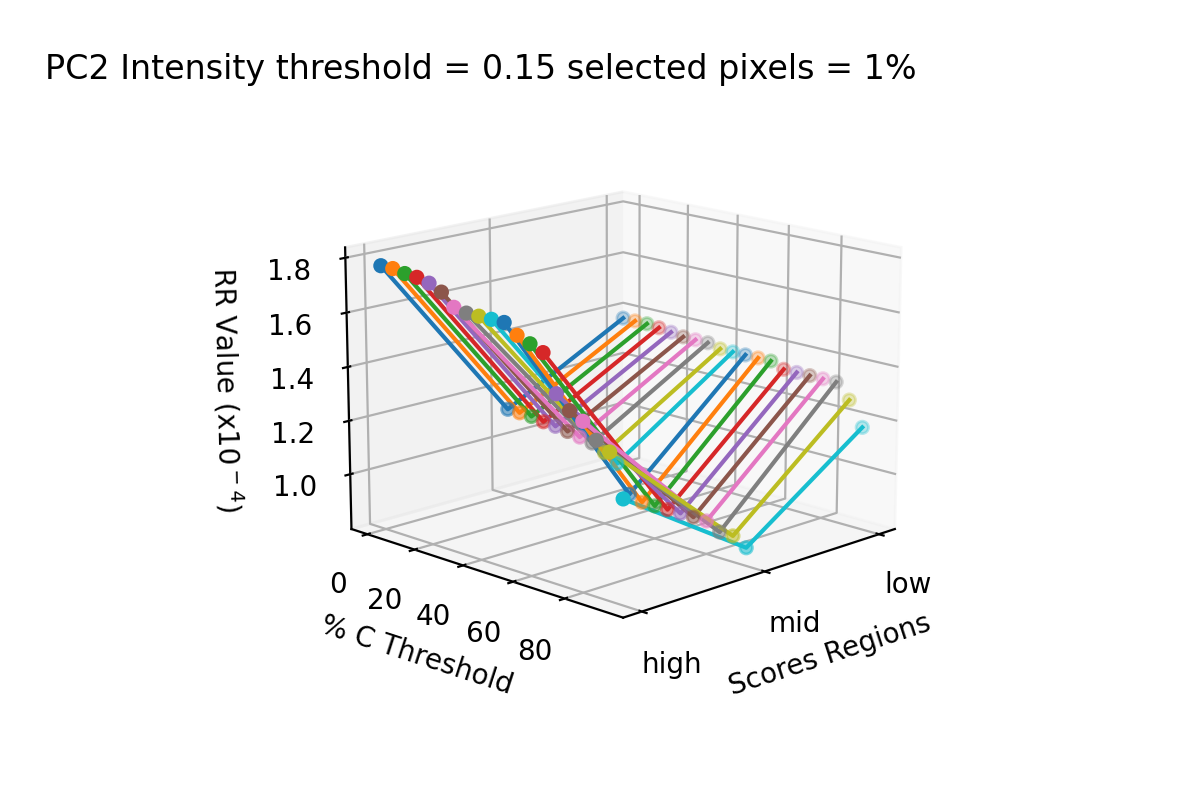 PC2 Intensity threshold = 0.15 selected pixels = 1%
RR Value (x10⁻⁴)
1.8
1.6
1.4
1.2
1.0
0
20
40
60
80
% C Threshold
high
mid
low
Scores Regions